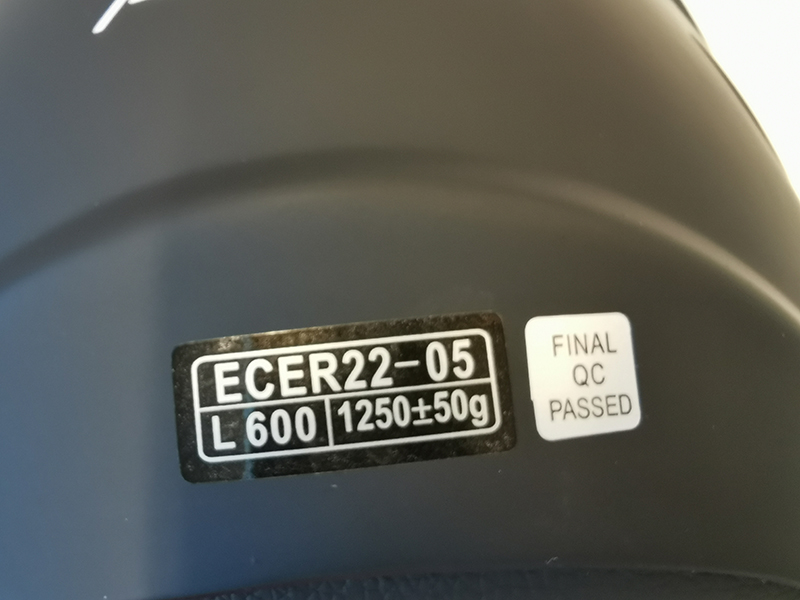 ECER22-05
L 600 1250±50g
FINAL
QC
PASSED